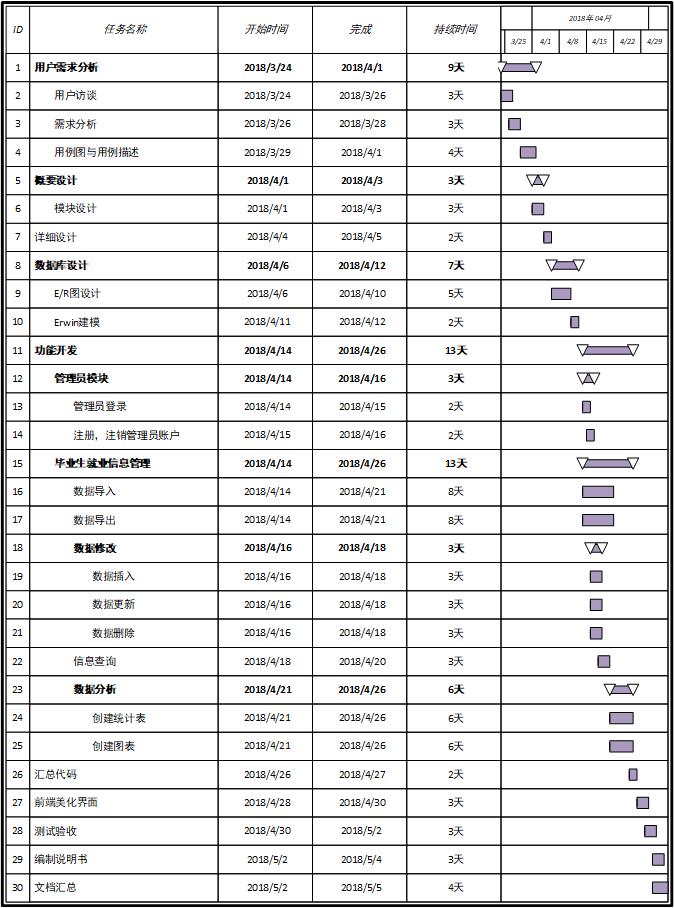 ID 任务名称 开始时间 完成 持续时间 2018年 04月
3/25 4/1 4/8 4/15 4/22 4/29
1 用户需求分析 2018/3/24 2018/4/1 9天
2 用户访谈 2018/3/24 2018/3/26 3天
3 需求分析 2018/3/26 2018/3/28 3天
4 用例图与用例描述 2018/3/29 2018/4/1 4天
5 概要设计 2018/4/1 2018/4/3 3天
6 模块设计 2018/4/1 2018/4/3 3天
7 详细设计 2018/4/4 2018/4/5 2天
8 数据库设计 2018/4/6 2018/4/12 7天
9 E/R图设计 2018/4/6 2018/4/10 5天
10 Erwin建模 2018/4/11 2018/4/12 2天
11 功能开发 2018/4/14 2018/4/26 13天
12 管理员模块 2018/4/14 2018/4/16 3天
13 管理员登录 2018/4/14 2018/4/15 2天
14 注册，注销管理员账户 2018/4/15 2018/4/16 2天
15 毕业生就业信息管理 2018/4/14 2018/4/26 13天
16 数据导入 2018/4/14 2018/4/21 8天
17 数据导出 2018/4/14 2018/4/21 8天
18 数据修改 2018/4/16 2018/4/18 3天
19 数据插入 2018/4/16 2018/4/18 3天
20 数据更新 2018/4/16 2018/4/18 3天
21 数据删除 2018/4/16 2018/4/18 3天
22 信息查询 2018/4/18 2018/4/20 3天
23 数据分析 2018/4/21 2018/4/26 6天
24 创建统计表 2018/4/21 2018/4/26 6天
25 创建图表 2018/4/21 2018/4/26 6天
26 汇总代码 2018/4/26 2018/4/27 2天
27 前端美化界面 2018/4/28 2018/4/30 3天
28 测试验收 2018/4/30 2018/5/2 3天
29 编制说明书 2018/5/2 2018/5/4 3天
30 文档汇总 2018/5/2 2018/5/5 4天